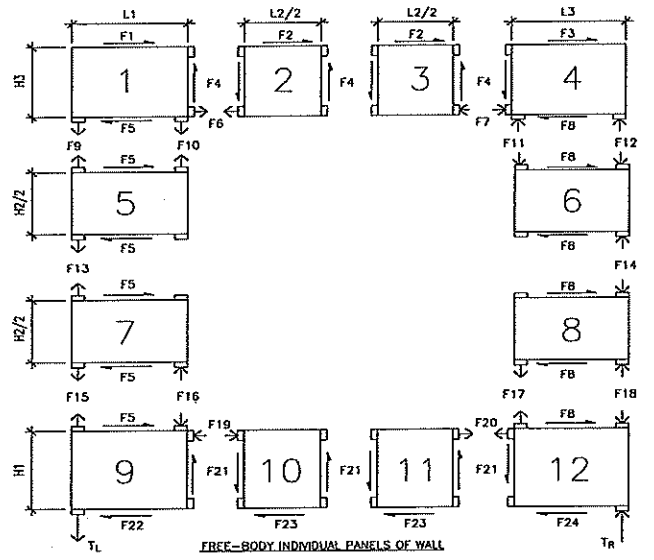 L1 L2/2 L2/2 L3
F1 F2 F2 F3
H3 1 F4 2 F4 3 F4 4
F5 F6 F7 F8
F9 F10 F11 F12
F5 F8
H2/2 5 6
F5 F8
F13 F14
F5 F8
H2/2 7 8
F5 F8
F15 F16 F17 F18
F5 F19 F20 F8
H1 9 F21 10 F21 11 F21 12
F22 F23 F23 F24
TL TR
FREE-BODY INDIVIDUAL PANELS OF WALL